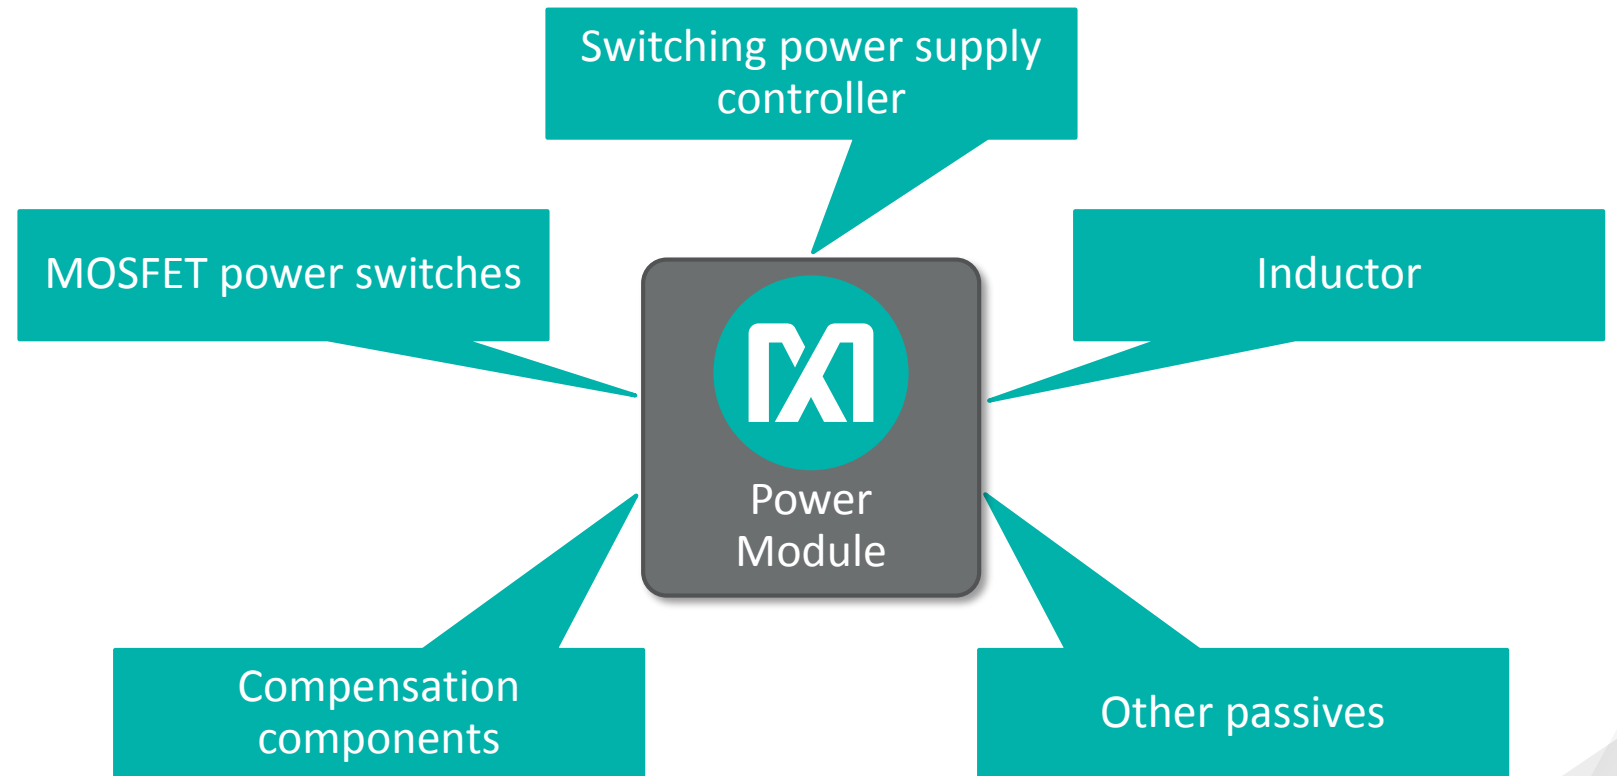 Switching power supply
controller
MOSFET power switches
Inductor
Power
Module
Compensation
components
Other passives